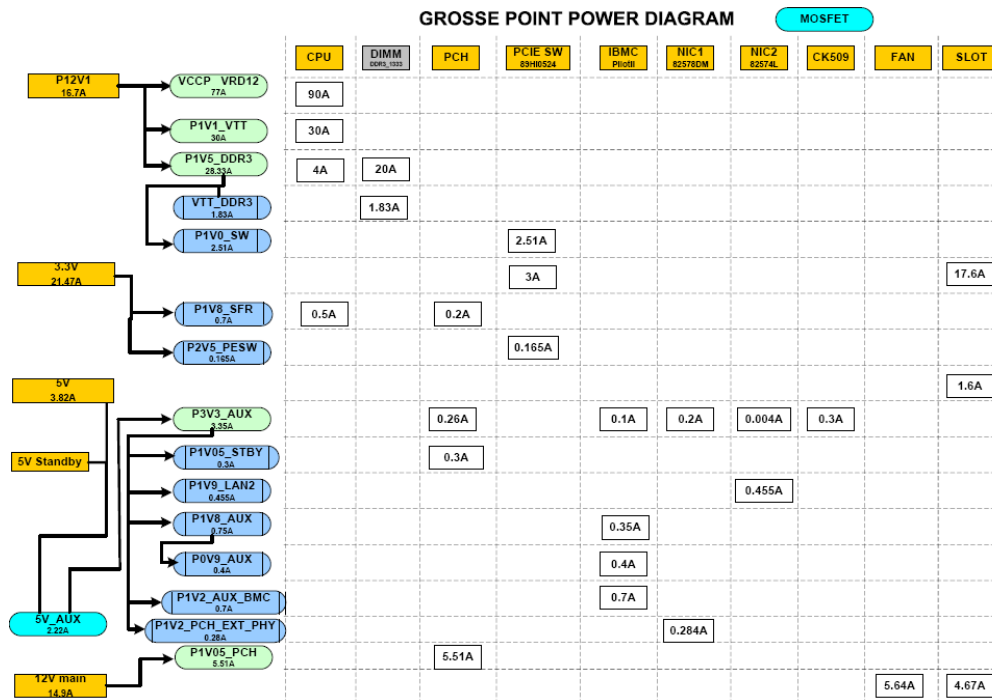 GROSSE POINT POWER DIAGRAM
MOSFET
CPU
DIMM
DDR3_1333
PCH
PCIE SW
89HI0524
IBMC
PilotII
NIC1
82578DM
NIC2
82574L
CK509
FAN
SLOT
P12V1
16.7A
VCCP VRD12
77A
90A
P1V1_VTT
30A
30A
P1V5_DDR3
28.33A
4A
20A
VTT_DDR3
1.83A
1.83A
P1V0_SW
2.51A
2.51A
3.3V
21.47A
3A
17.6A
P1V8_SFR
0.7A
0.5A
0.2A
P2V5_PESW
0.165A
0.165A
5V
3.82A
1.6A
P3V3_AUX
3.35A
0.26A
0.1A
0.2A
0.004A
0.3A
5V Standby
P1V05_STBY
0.3A
0.3A
P1V9_LAN2
0.455A
0.455A
P1V8_AUX
0.75A
0.35A
P0V9_AUX
0.4A
0.4A
P1V2_AUX_BMC
0.7A
0.7A
5V_AUX
2.22A
P1V2_PCH_EXT_PHY
0.28A
0.284A
P1V05_PCH
5.51A
5.51A
12V main
14.9A
5.64A
4.67A